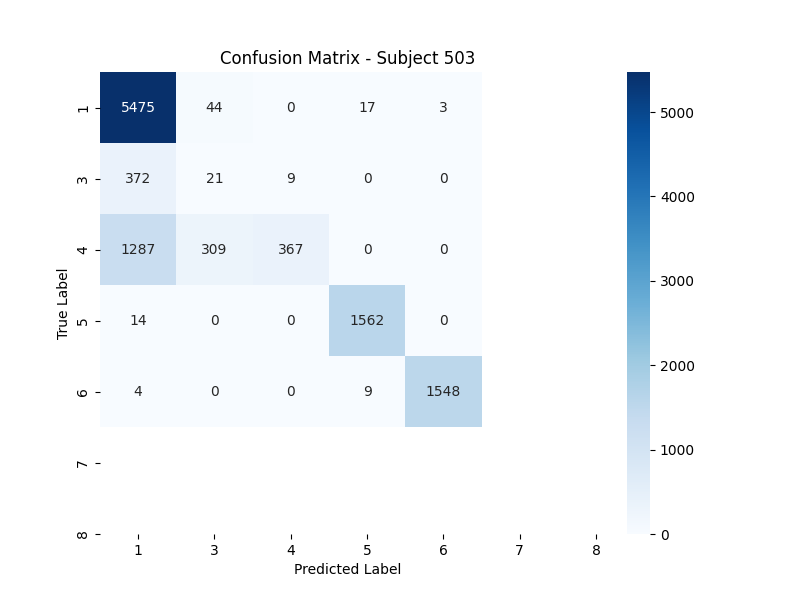 Confusion Matrix - Subject 503
True Label
1 5475 44 0 17 3
3 372 21 9 0 0
4 1287 309 367 0 0
5 14 0 0 1562 0
6 4 0 0 9 1548
7
8
1 3 4 5 6 7 8
Predicted Label
5000
4000
3000
2000
1000
0